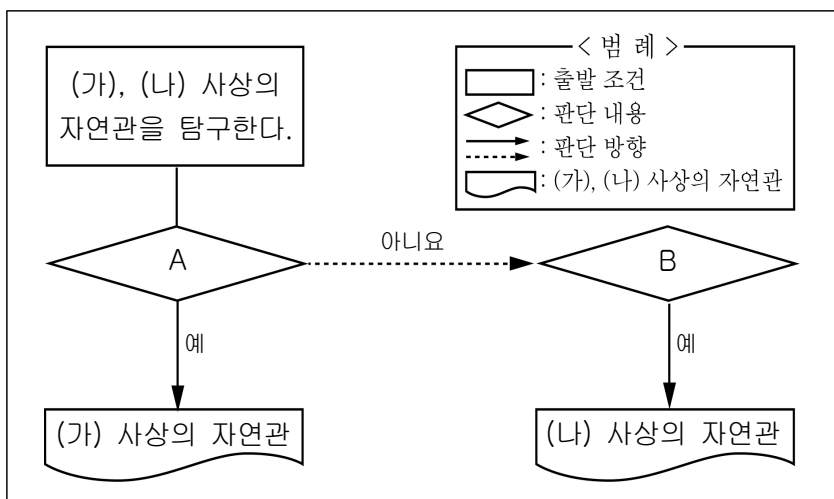 (가), (나) 사상의
자연관을 탐구한다.
< 범 례 >
: 출발 조건
: 판단 내용
: 판단 방향
: (가), (나) 사상의 자연관
A
아니요
B
예
예
(가) 사상의 자연관
(나) 사상의 자연관